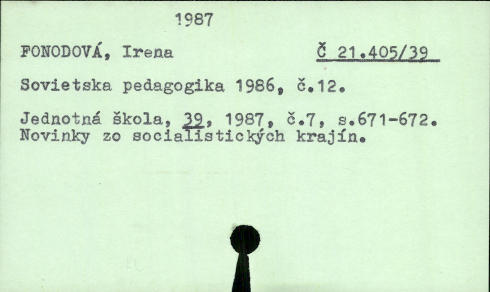 1987
FONODOVÁ, Irena Č 21.405/39
Sovietska pedagogika 1986, č.12.
Jednotná škola, 39, 1987, č.7, s.671-672.
Novinky zo socialistických krajín.